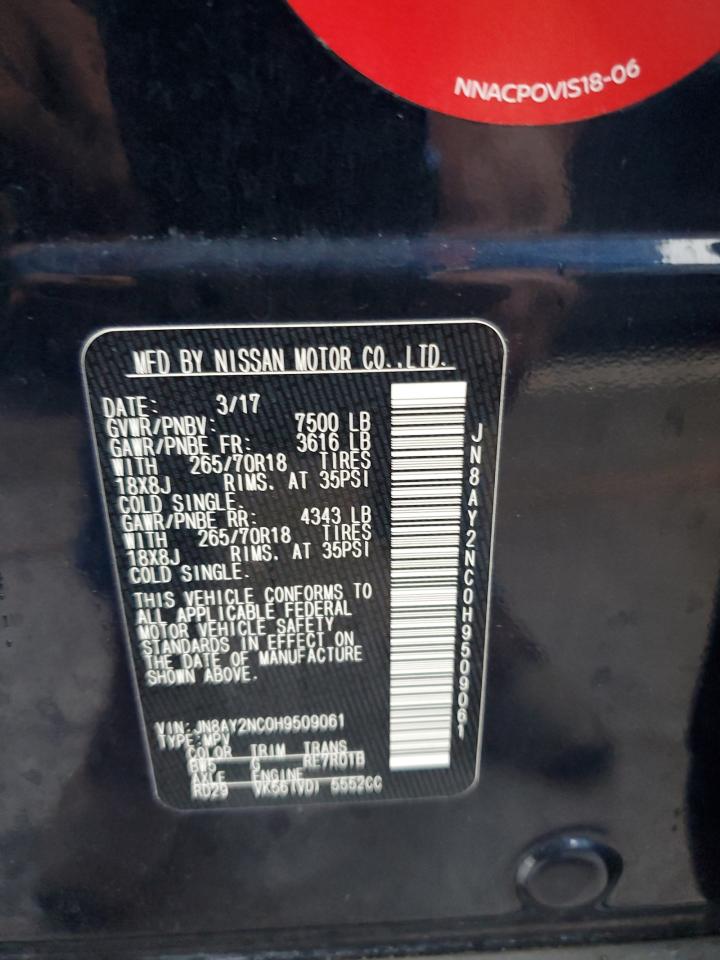 NNACPOVIS18-06
MFD BY NISSAN MOTOR CO.,LTD.
DATE: 3/17
GVWR/PNBV: 7500 LB
GAWR/PNBE FR: 3616 LB
WITH 265/70R18 TIRES
18X8J RIMS. AT 35PSI
COLD SINGLE.
GAWR/PNBE RR: 4343 LB
WITH 265/70R18 TIRES
18X8J RIMS. AT 35PSI
COLD SINGLE.
THIS VEHICLE CONFORMS TO
ALL APPLICABLE FEDERAL
MOTOR VEHICLE SAFETY
STANDARDS IN EFFECT ON
THE DATE OF MANUFACTURE
SHOWN ABOVE.
VIN: JN8AY2NC0H9509061
TYPE: MPV
COLOR TRIM TRANS
BW5 G RE7R01B
AXLE ENGINE
RD29 VK56(VD) 5552CC
JN8AY2NC0H9509061